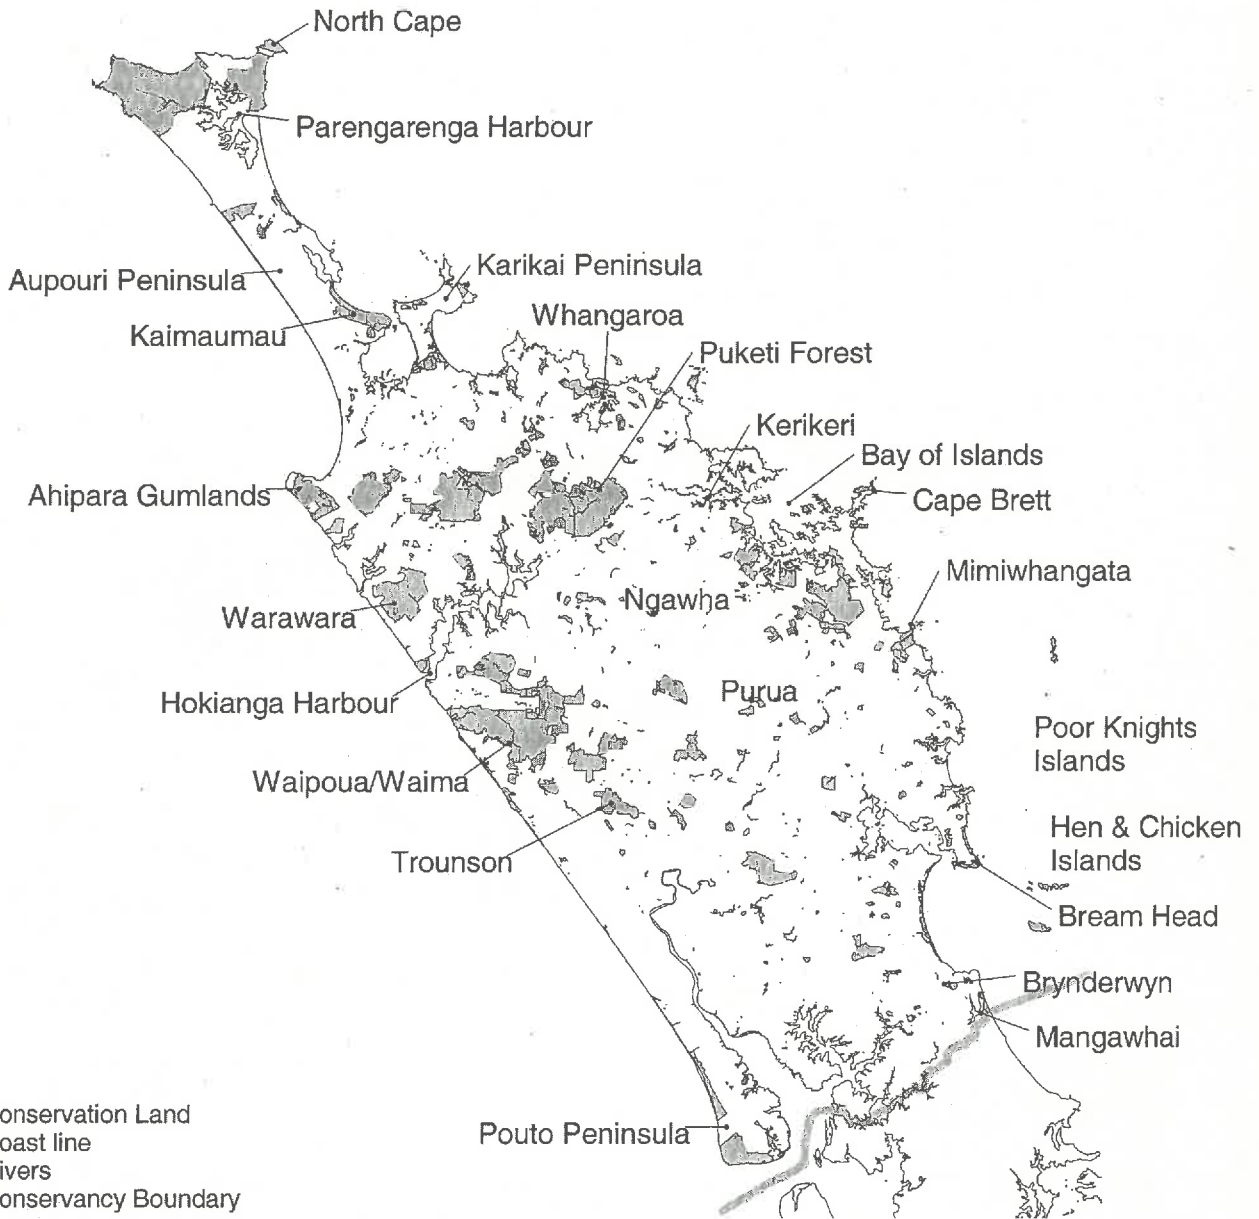 North Cape
Parengarenga Harbour
Aupouri Peninsula
Karikai Peninsula
Kaimaumau
Whangaroa
Puketi Forest
Kerikeri
Bay of Islands
Ahipara Gumlands
Cape Brett
Mimiwhangata
Ngawha
Warawara
Purua
Hokianga Harbour
Poor Knights
Islands
Waipoua/Waima
Hen & Chicken
Islands
Trounson
Bream Head
Brynderwyn
Mangawhai
Pouto Peninsula
onservation Land
oast line
ivers
onservancy Boundary